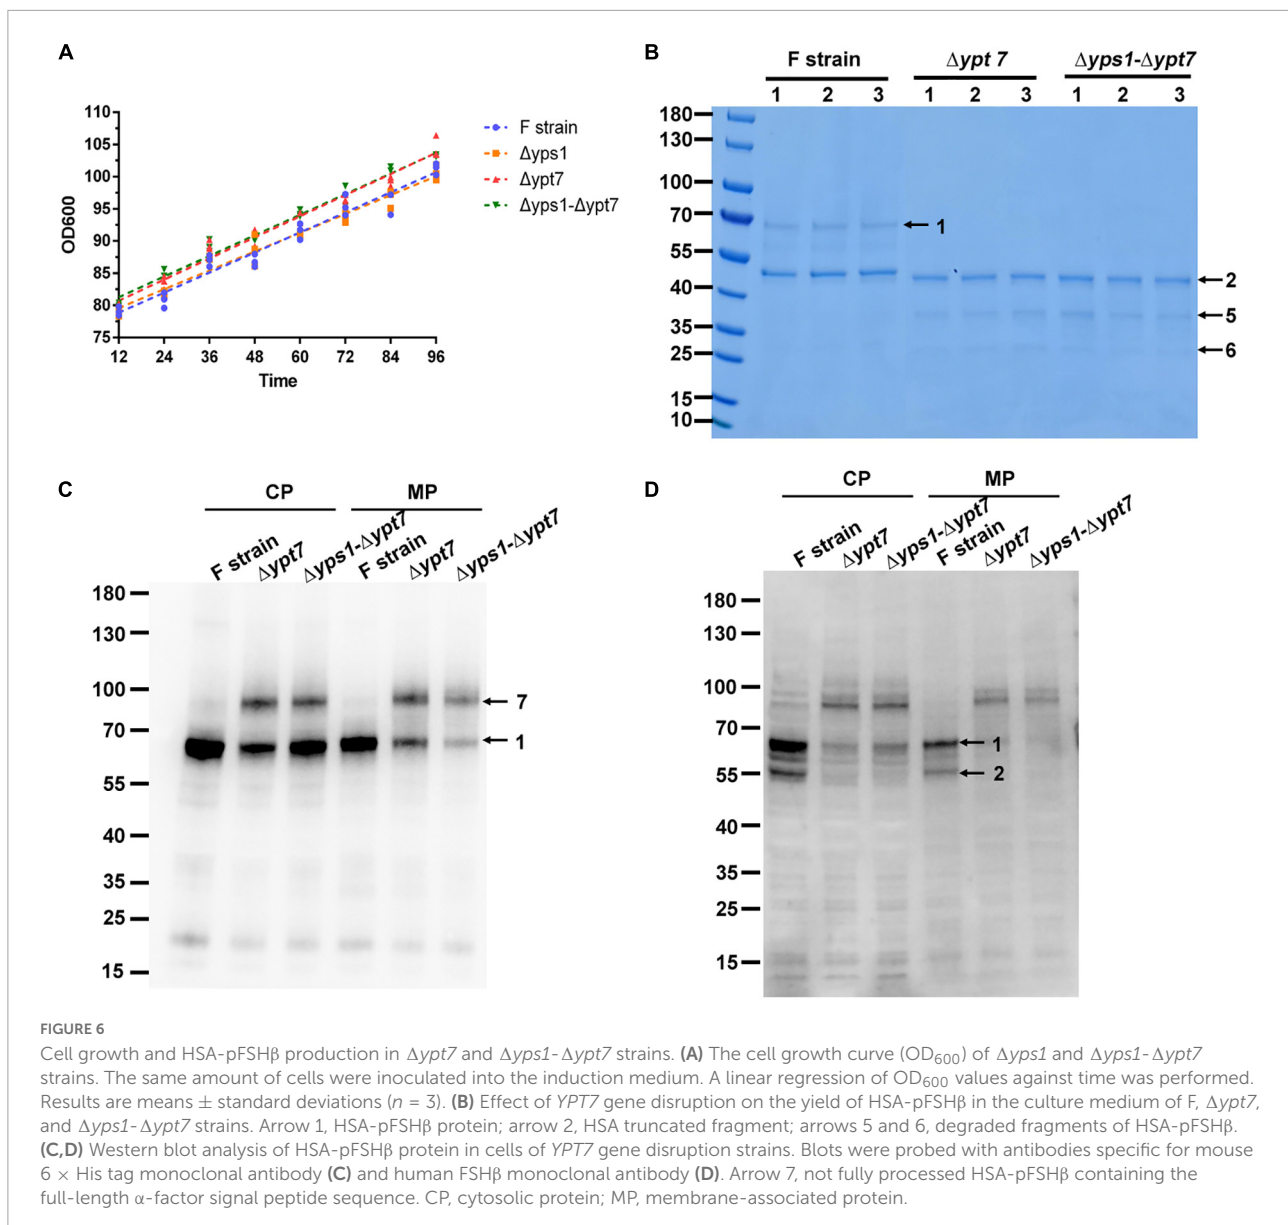 A
110
105
100
95
90
85
80
75
OD600
12 24 36 48 60 72 84 96
Time
F strain
Δyps1
Δypt7
Δyps1-Δypt7
B
F strain Δypt 7 Δyps1-Δypt7
1 2 3 1 2 3 1 2 3
180
130
100
70
55
40
35
25
15
10
1
2
5
6
C
CP MP
F strain Δypt7 Δyps1-Δypt7 F strain Δypt7 Δyps1-Δypt7
180
130
100
70
55
40
35
25
15
7
1
D
CP MP
F strain Δypt7 Δyps1-Δypt7 F strain Δypt7 Δyps1-Δypt7
180
130
100
70
55
40
35
25
15
1
2
FIGURE 6
Cell growth and HSA-pFSHβ production in Δypt7 and Δyps1-Δypt7 strains. (A) The cell growth curve (OD600) of Δyps1 and Δyps1-Δypt7
strains. The same amount of cells were inoculated into the induction medium. A linear regression of OD600 values against time was performed.
Results are means ± standard deviations (n = 3). (B) Effect of YPT7 gene disruption on the yield of HSA-pFSHβ in the culture medium of F, Δypt7,
and Δyps1-Δypt7 strains. Arrow 1, HSA-pFSHβ protein; arrow 2, HSA truncated fragment; arrows 5 and 6, degraded fragments of HSA-pFSHβ.
(C,D) Western blot analysis of HSA-pFSHβ protein in cells of YPT7 gene disruption strains. Blots were probed with antibodies specific for mouse
6 × His tag monoclonal antibody (C) and human FSHβ monoclonal antibody (D). Arrow 7, not fully processed HSA-pFSHβ containing the
full-length α-factor signal peptide sequence. CP, cytosolic protein; MP, membrane-associated protein.